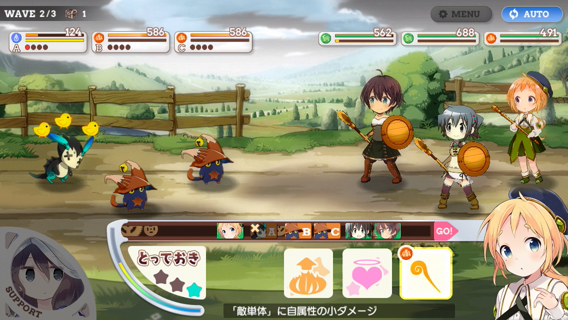 WAVE 2/3 1
MENU
AUTO
A 124
B 586
C 586
562
688
491
A B C GO!
とっておき
SUPPORT
「敵単体」に自属性の小ダメージ